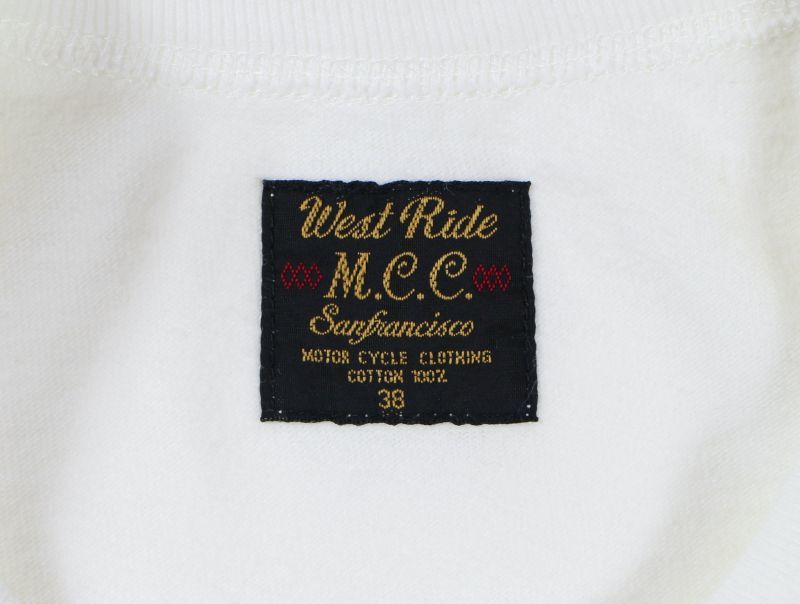 West Ride
M.C.C.
Sanfrancisco
MOTOR CYCLE CLOTHING
COTTON 100%
38